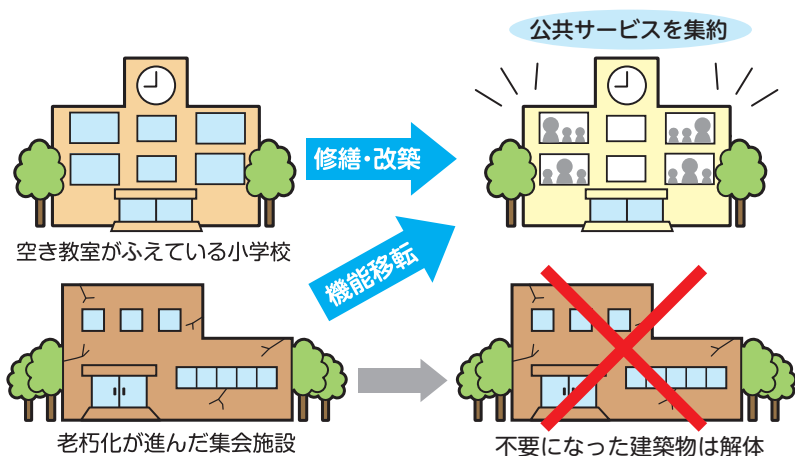 公共サービスを集約
修繕・改築
空き教室がふえている小学校
機能移転
老朽化が進んだ集会施設
不要になった建築物は解体